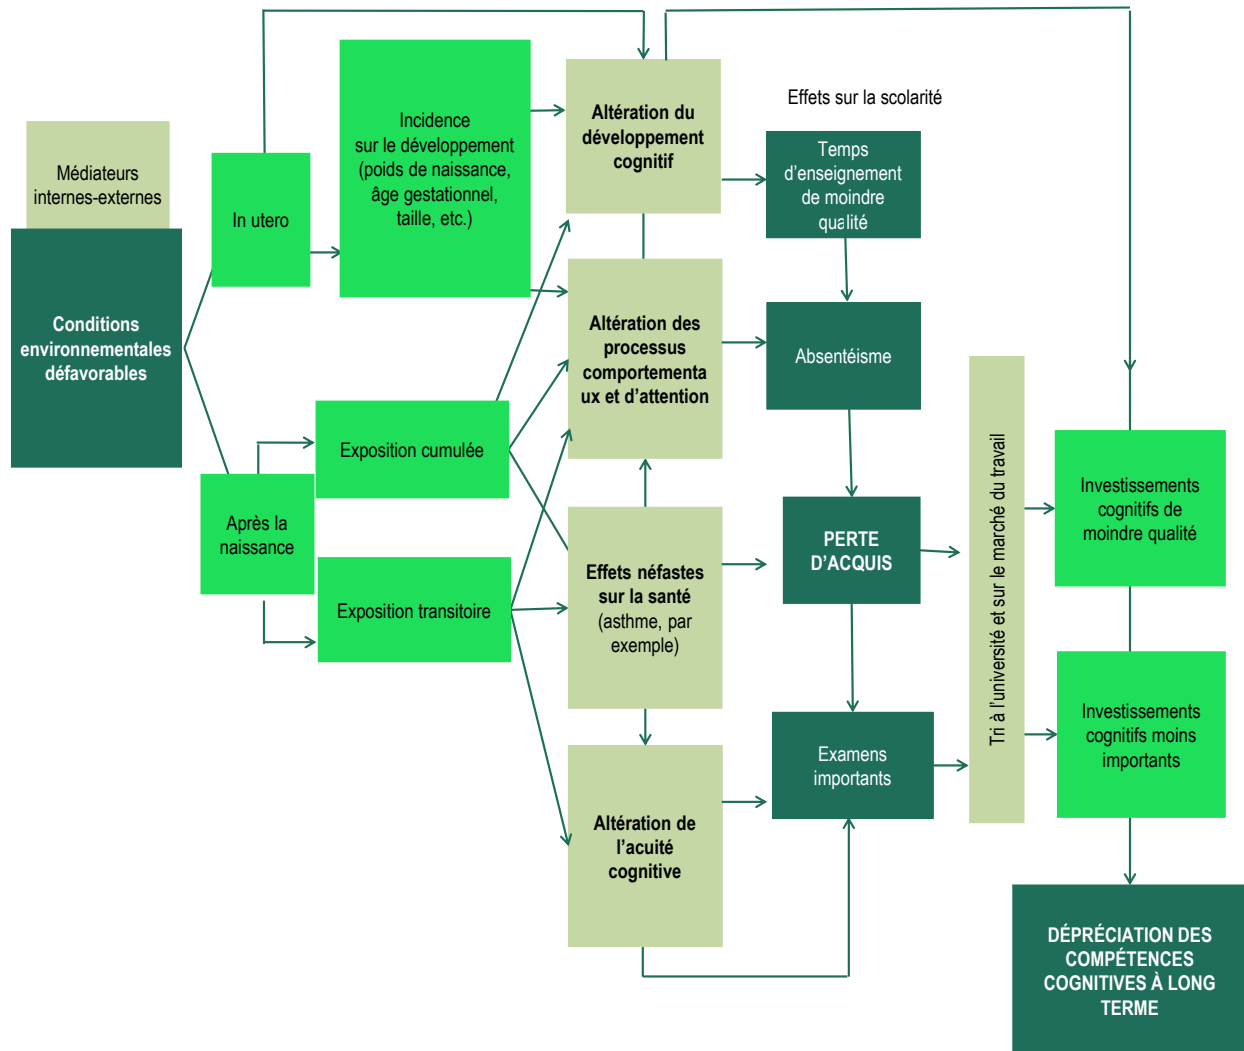 Médiateurs
internes-externes
Conditions
environnementales
défavorables
In utero
Après la
naissance
Incidence
sur le développement
(poids de naissance,
âge gestationnel,
taille, etc.)
Exposition cumulée
Exposition transitoire
Altération du
développement
cognitif
Altération des
processus
comportementa
ux et d’attention
Effets néfastes
sur la santé
(asthme, par
exemple)
Altération de
l’acuité
cognitive
Effets sur la scolarité
Temps
d’enseignement
de moindre
qualité
Absentéisme
PERTE
D’ACQUIS
Examens
importants
Tri à l’université et sur le marché du travail
Investissements
cognitifs de
moindre qualité
Investissements
cognitifs moins
importants
DÉPRÉCIATION DES
COMPÉTENCES
COGNITIVES À LONG
TERME